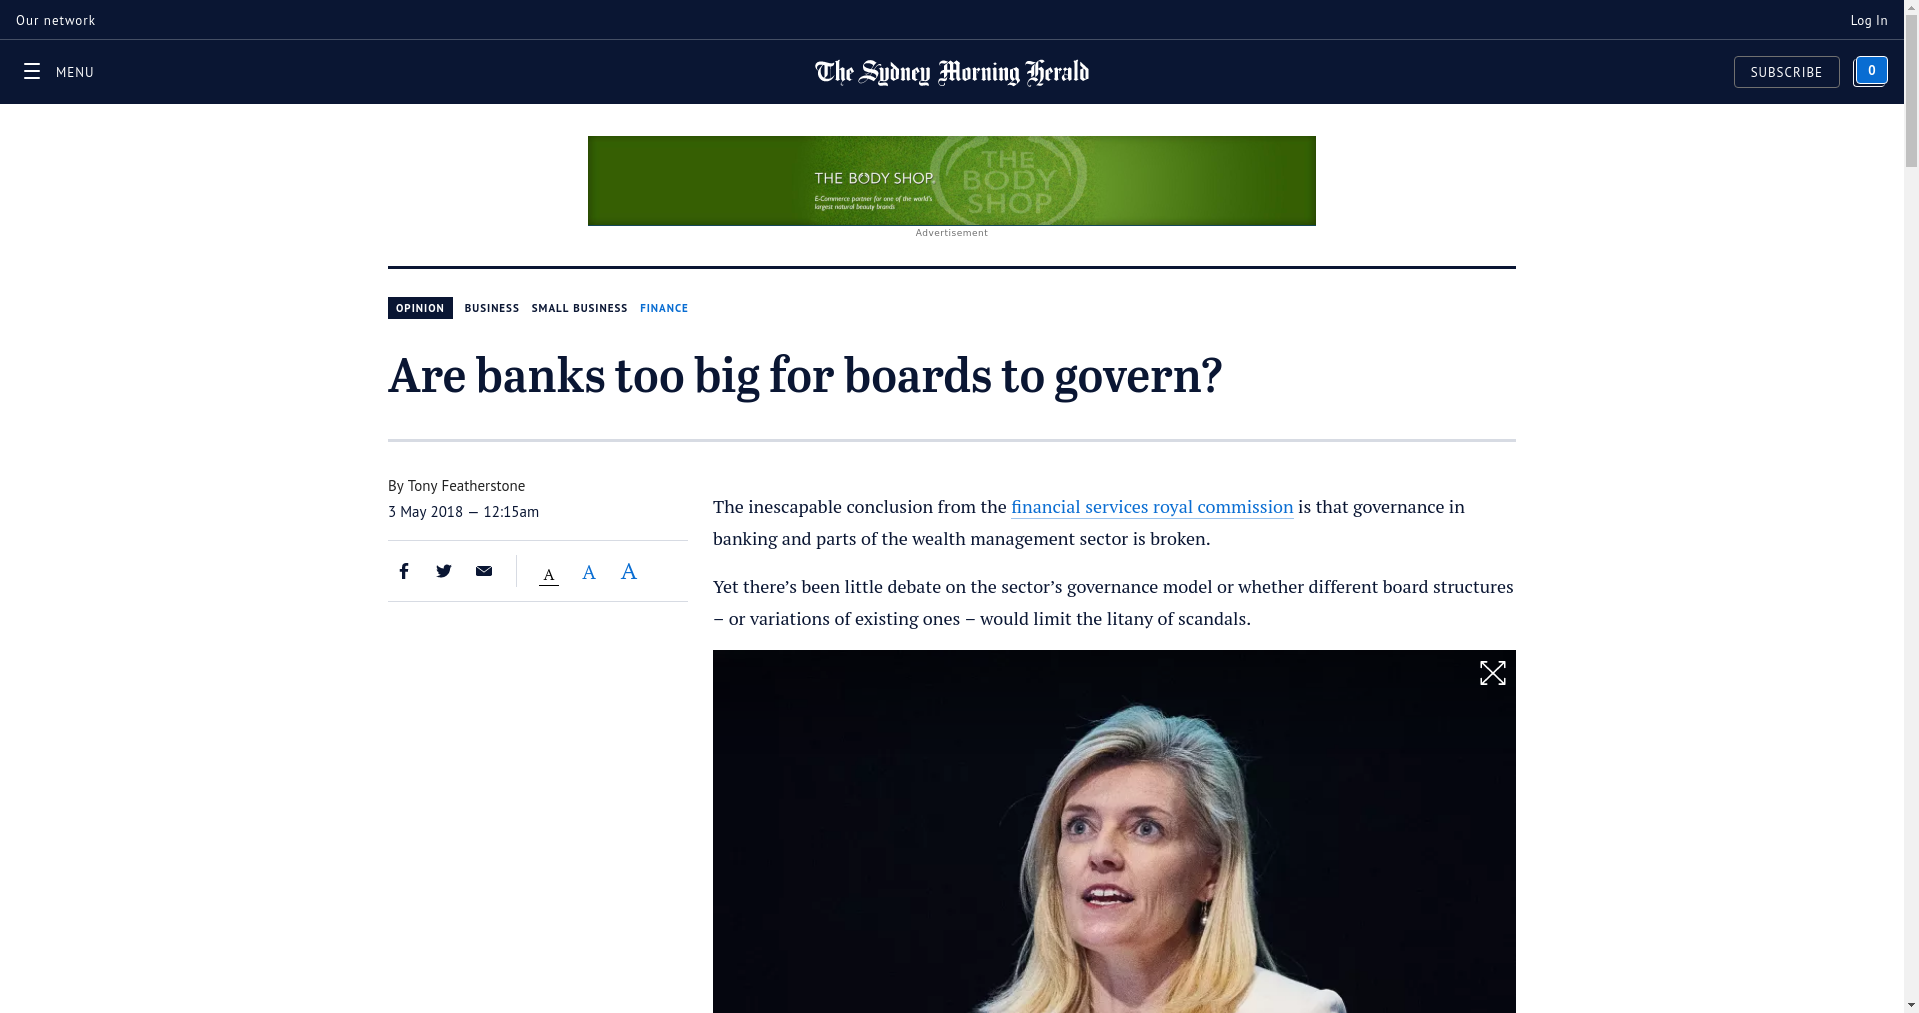 Our network
Log In
MENU
The Sydney Morning Herald
SUBSCRIBE
0
THE BODY SHOP.
E-Commerce partner for one of the world's
largest natural beauty brands
THE
BODY
SHOP
Advertisement
OPINION BUSINESS SMALL BUSINESS FINANCE
Are banks too big for boards to govern?
By Tony Featherstone
3 May 2018 — 12:15am
A A A
The inescapable conclusion from the financial services royal commission is that governance in
banking and parts of the wealth management sector is broken.
Yet there’s been little debate on the sector’s governance model or whether different board structures
– or variations of existing ones – would limit the litany of scandals.